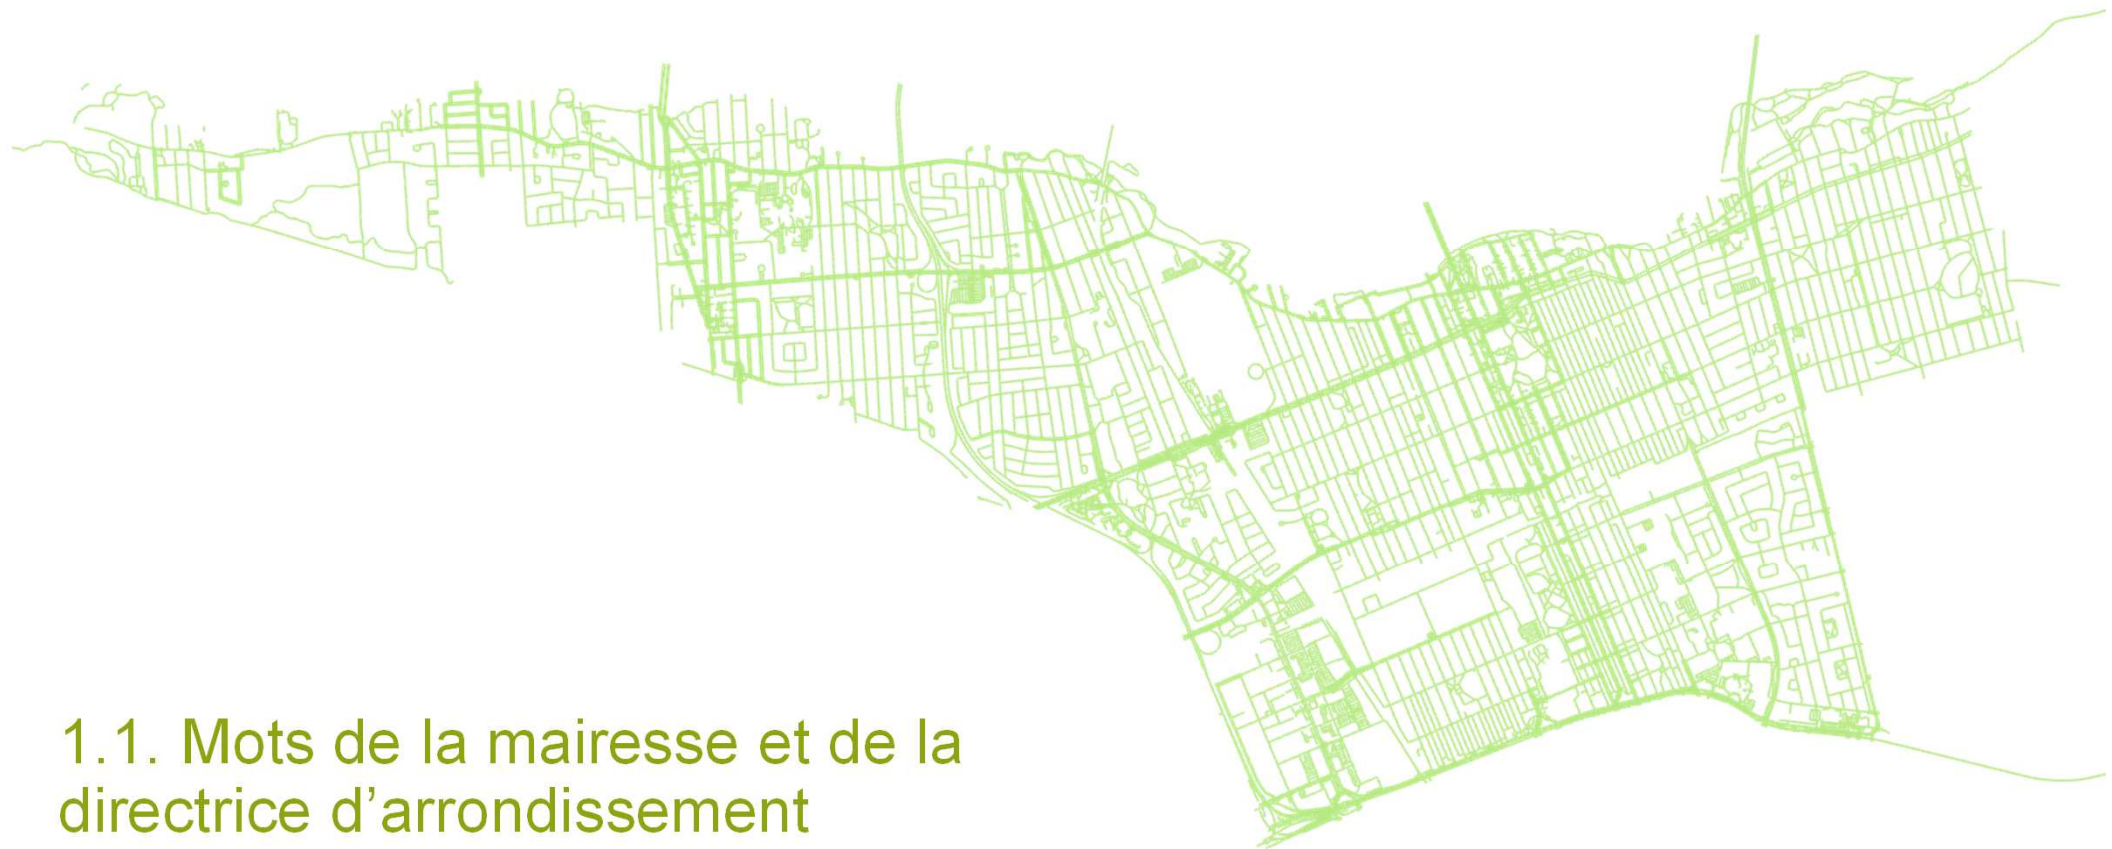 1.1. Mots de la mairesse et de la
directrice d’arrondissement